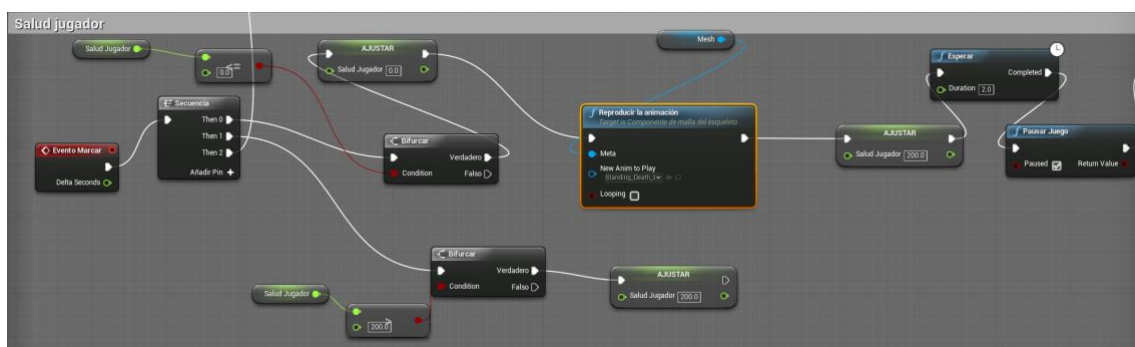 Salud jugador
Salud Jugador
<=
0.0
AJUSTAR
Salud Jugador 0.0
Mesh
Esperar
Completed
Duration 2.0
Secuencia
Then 0
Then 1
Then 2
Añadir Pin +
Evento Marcar
Delta Seconds
Bifurcar
Verdadero
Condition Falso
Reproducir la animación
Target is Componente de malla del esqueleto
Meta
New Anim to Play
Standing_Death_
Looping
AJUSTAR
Salud Jugador 200.0
Pausar Juego
Paused Return Value
Bifurcar
Verdadero
Condition Falso
Salud Jugador
>
200.0
AJUSTAR
Salud Jugador 200.0